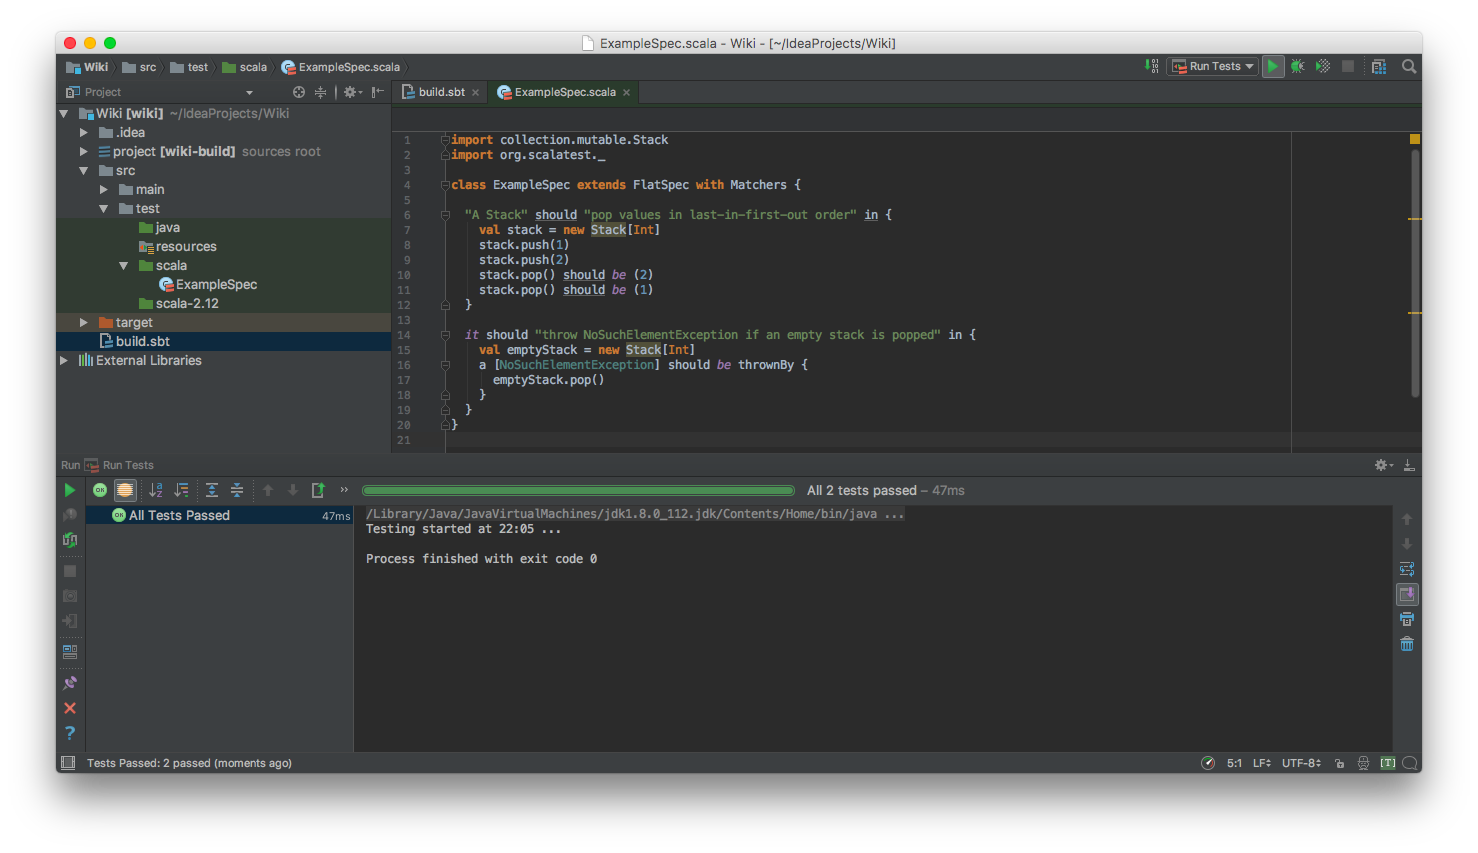 ExampleSpec.scala - Wiki - [~/IdeaProjects/Wiki]
Wiki src test scala ExampleSpec.scala Run Tests
Project build.sbt ExampleSpec.scala
Wiki [wiki] ~/IdeaProjects/Wiki
.idea
project [wiki-build] sources root
src
main
test
java
resources
scala
ExampleSpec
scala-2.12
target
build.sbt
External Libraries
1 import collection.mutable.Stack
2 import org.scalatest._
3
4 class ExampleSpec extends FlatSpec with Matchers {
5
6 "A Stack" should "pop values in last-in-first-out order" in {
7 val stack = new Stack[Int]
8 stack.push(1)
9 stack.push(2)
10 stack.pop() should be (2)
11 stack.pop() should be (1)
12 }
13
14 it should "throw NoSuchElementException if an empty stack is popped" in {
15 val emptyStack = new Stack[Int]
16 a [NoSuchElementException] should be thrownBy {
17 emptyStack.pop()
18 }
19 }
20 }
21
Run Run Tests
OK All 2 tests passed – 47ms
OK All Tests Passed 47ms
/Library/Java/JavaVirtualMachines/jdk1.8.0_112.jdk/Contents/Home/bin/java ...
Testing started at 22:05 ...
Process finished with exit code 0
Tests Passed: 2 passed (moments ago) 5:1 LF UTF-8 [T]